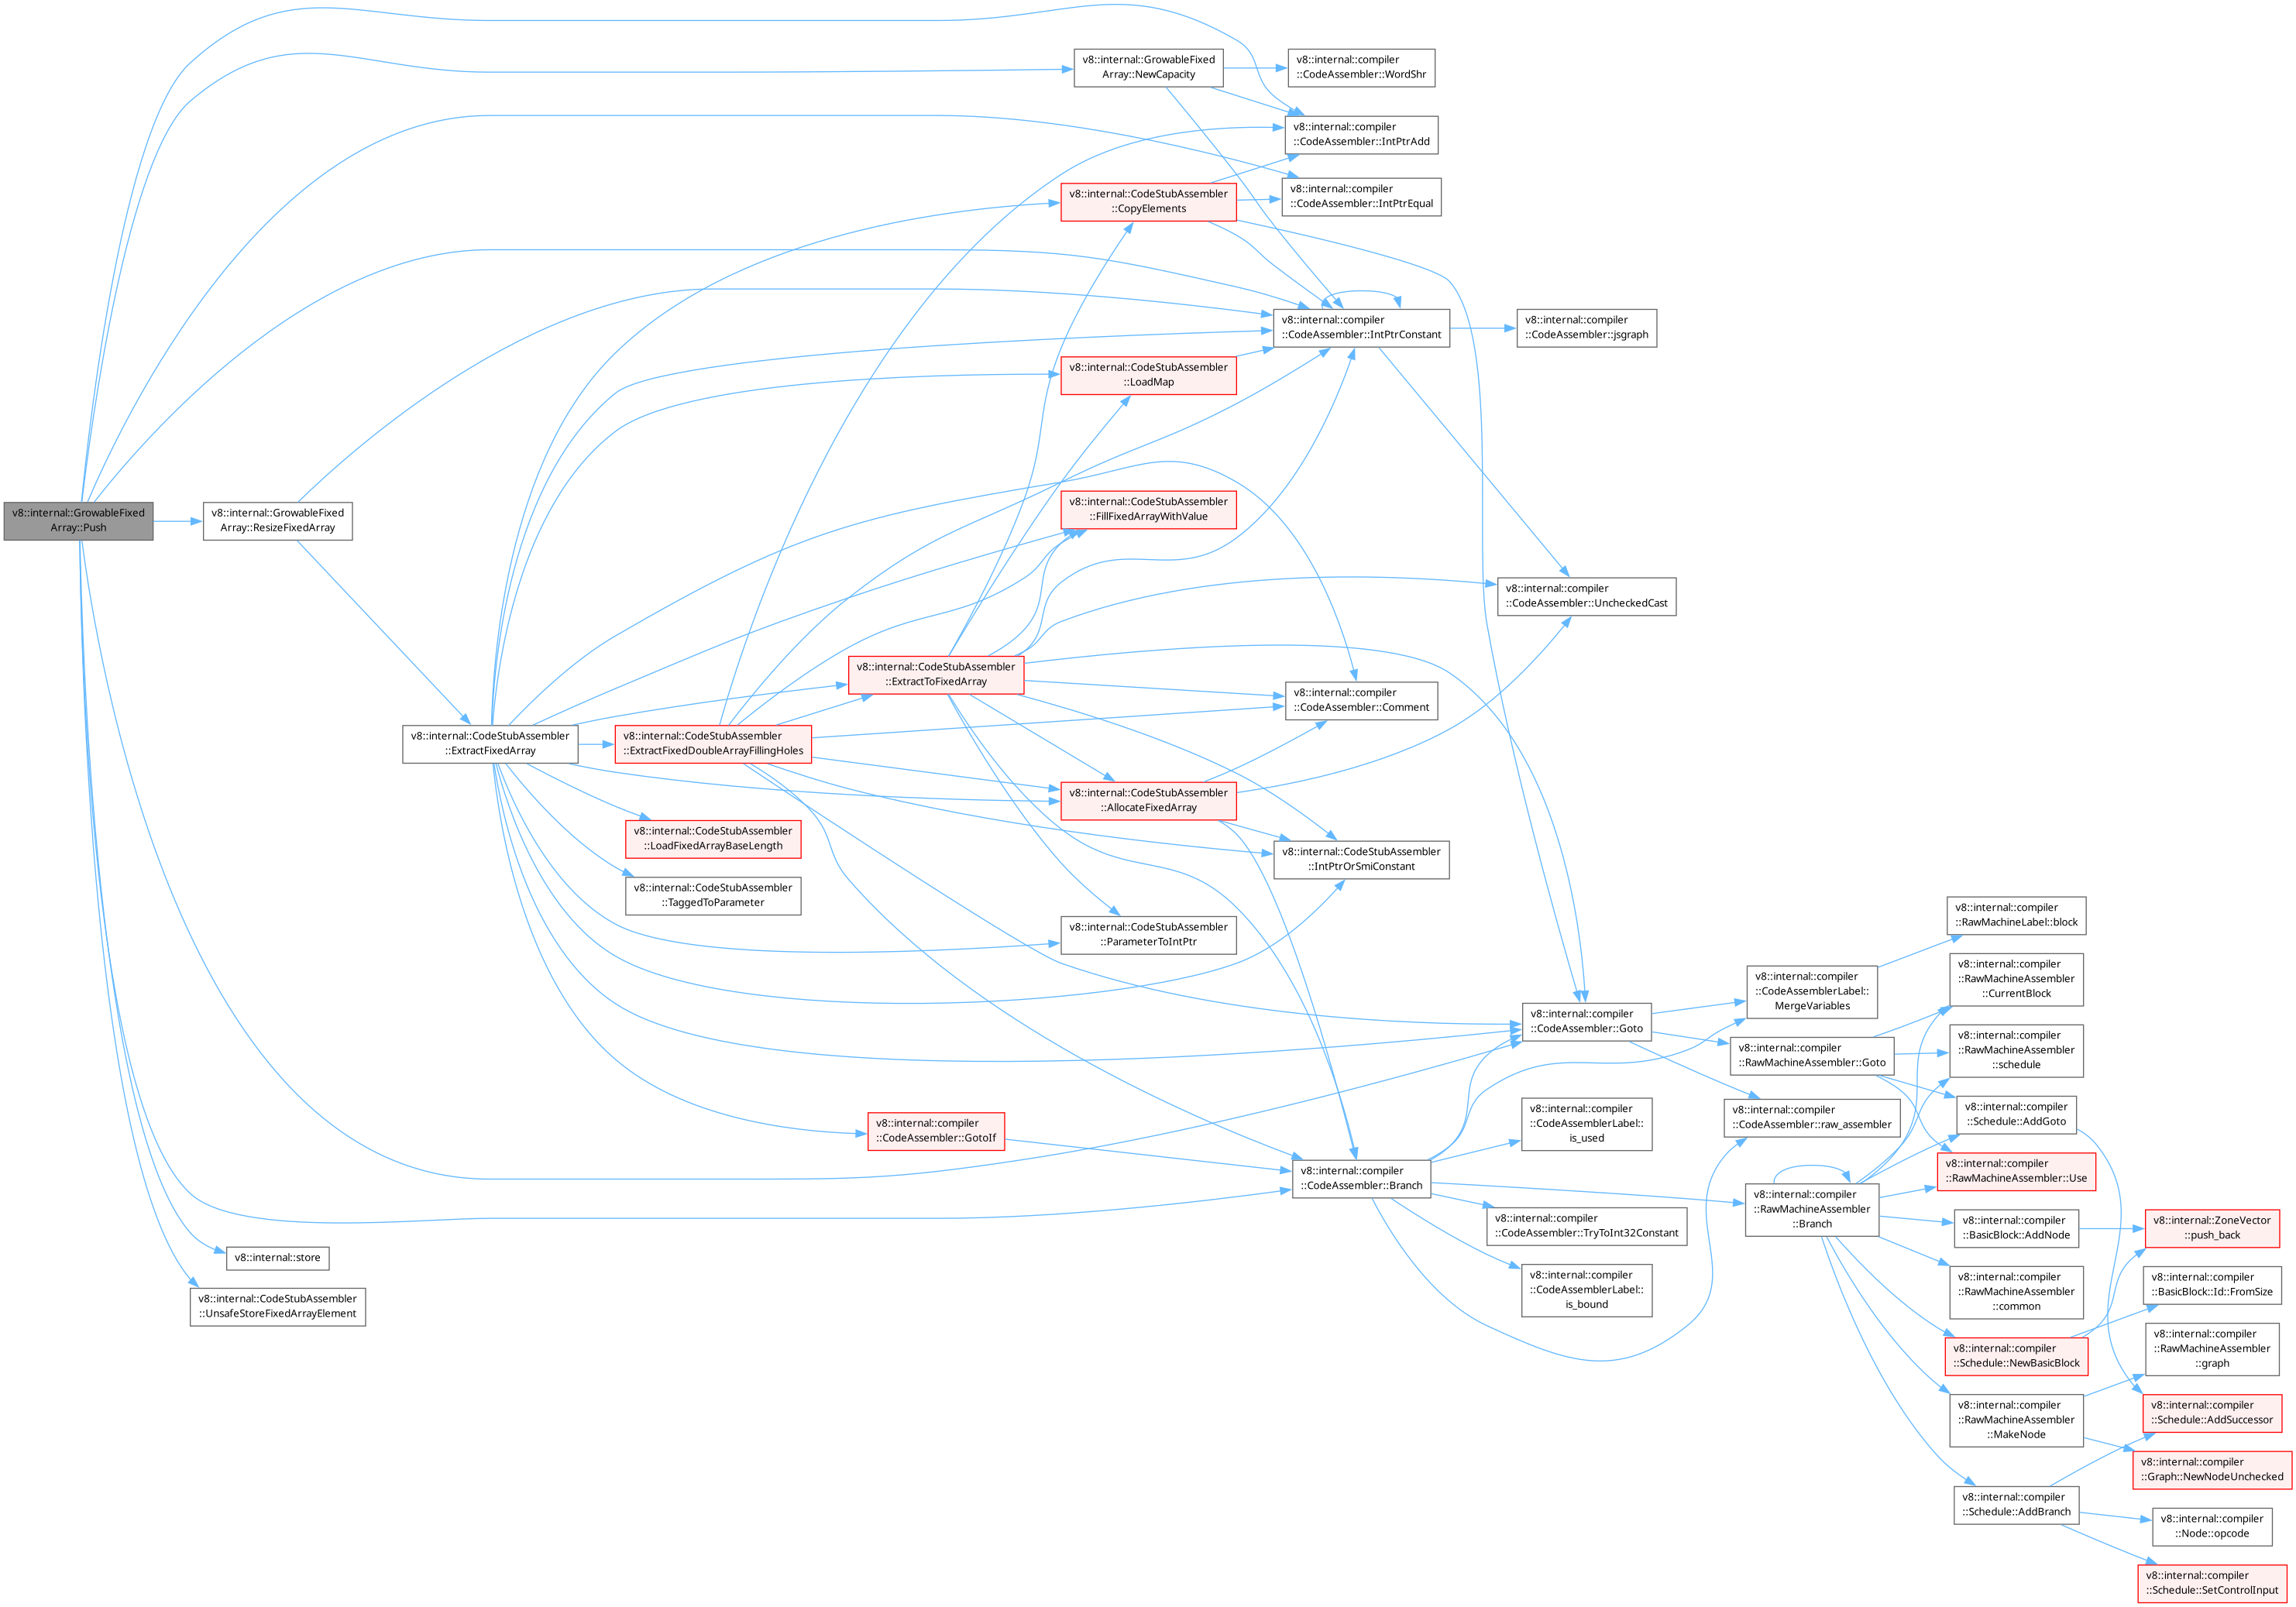 v8::internal::GrowableFixed
Array::Push
v8::internal::GrowableFixed
Array::ResizeFixedArray
v8::internal::store
v8::internal::CodeStubAssembler
::UnsafeStoreFixedArrayElement
v8::internal::CodeStubAssembler
::ExtractFixedArray
v8::internal::CodeStubAssembler
::ExtractFixedDoubleArrayFillingHoles
v8::internal::CodeStubAssembler
::LoadFixedArrayBaseLength
v8::internal::CodeStubAssembler
::TaggedToParameter
v8::internal::CodeStubAssembler
::ExtractToFixedArray
v8::internal::compiler
::CodeAssembler::GotoIf
v8::internal::GrowableFixed
Array::NewCapacity
v8::internal::CodeStubAssembler
::CopyElements
v8::internal::CodeStubAssembler
::LoadMap
v8::internal::CodeStubAssembler
::FillFixedArrayWithValue
v8::internal::CodeStubAssembler
::AllocateFixedArray
v8::internal::CodeStubAssembler
::ParameterToIntPtr
v8::internal::compiler
::CodeAssembler::WordShr
v8::internal::compiler
::CodeAssembler::IntPtrAdd
v8::internal::compiler
::CodeAssembler::IntPtrEqual
v8::internal::compiler
::CodeAssembler::IntPtrConstant
v8::internal::compiler
::CodeAssembler::Comment
v8::internal::CodeStubAssembler
::IntPtrOrSmiConstant
v8::internal::compiler
::CodeAssembler::Branch
v8::internal::compiler
::CodeAssembler::jsgraph
v8::internal::compiler
::CodeAssembler::UncheckedCast
v8::internal::compiler
::CodeAssembler::Goto
v8::internal::compiler
::CodeAssemblerLabel::
is_used
v8::internal::compiler
::CodeAssembler::TryToInt32Constant
v8::internal::compiler
::CodeAssemblerLabel::
is_bound
v8::internal::compiler
::CodeAssemblerLabel::
MergeVariables
v8::internal::compiler
::RawMachineAssembler::Goto
v8::internal::compiler
::CodeAssembler::raw_assembler
v8::internal::compiler
::RawMachineAssembler
::Branch
v8::internal::compiler
::RawMachineLabel::block
v8::internal::compiler
::RawMachineAssembler
::CurrentBlock
v8::internal::compiler
::RawMachineAssembler
::schedule
v8::internal::compiler
::Schedule::AddGoto
v8::internal::compiler
::RawMachineAssembler::Use
v8::internal::compiler
::BasicBlock::AddNode
v8::internal::compiler
::RawMachineAssembler
::common
v8::internal::compiler
::Schedule::NewBasicBlock
v8::internal::compiler
::RawMachineAssembler
::MakeNode
v8::internal::compiler
::Schedule::AddBranch
v8::internal::ZoneVector
::push_back
v8::internal::compiler
::BasicBlock::Id::FromSize
v8::internal::compiler
::RawMachineAssembler
::graph
v8::internal::compiler
::Schedule::AddSuccessor
v8::internal::compiler
::Graph::NewNodeUnchecked
v8::internal::compiler
::Node::opcode
v8::internal::compiler
::Schedule::SetControlInput